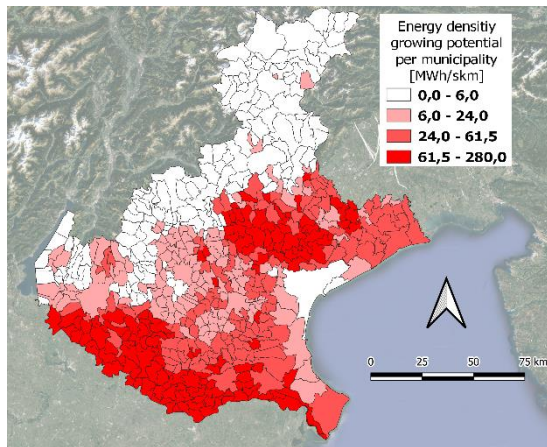 Energy densitiy
growing potential
per municipality
[MWh/skm]
0,0 - 6,0
6,0 - 24,0
24,0 - 61,5
61,5 - 280,0
0 25 50 75 km